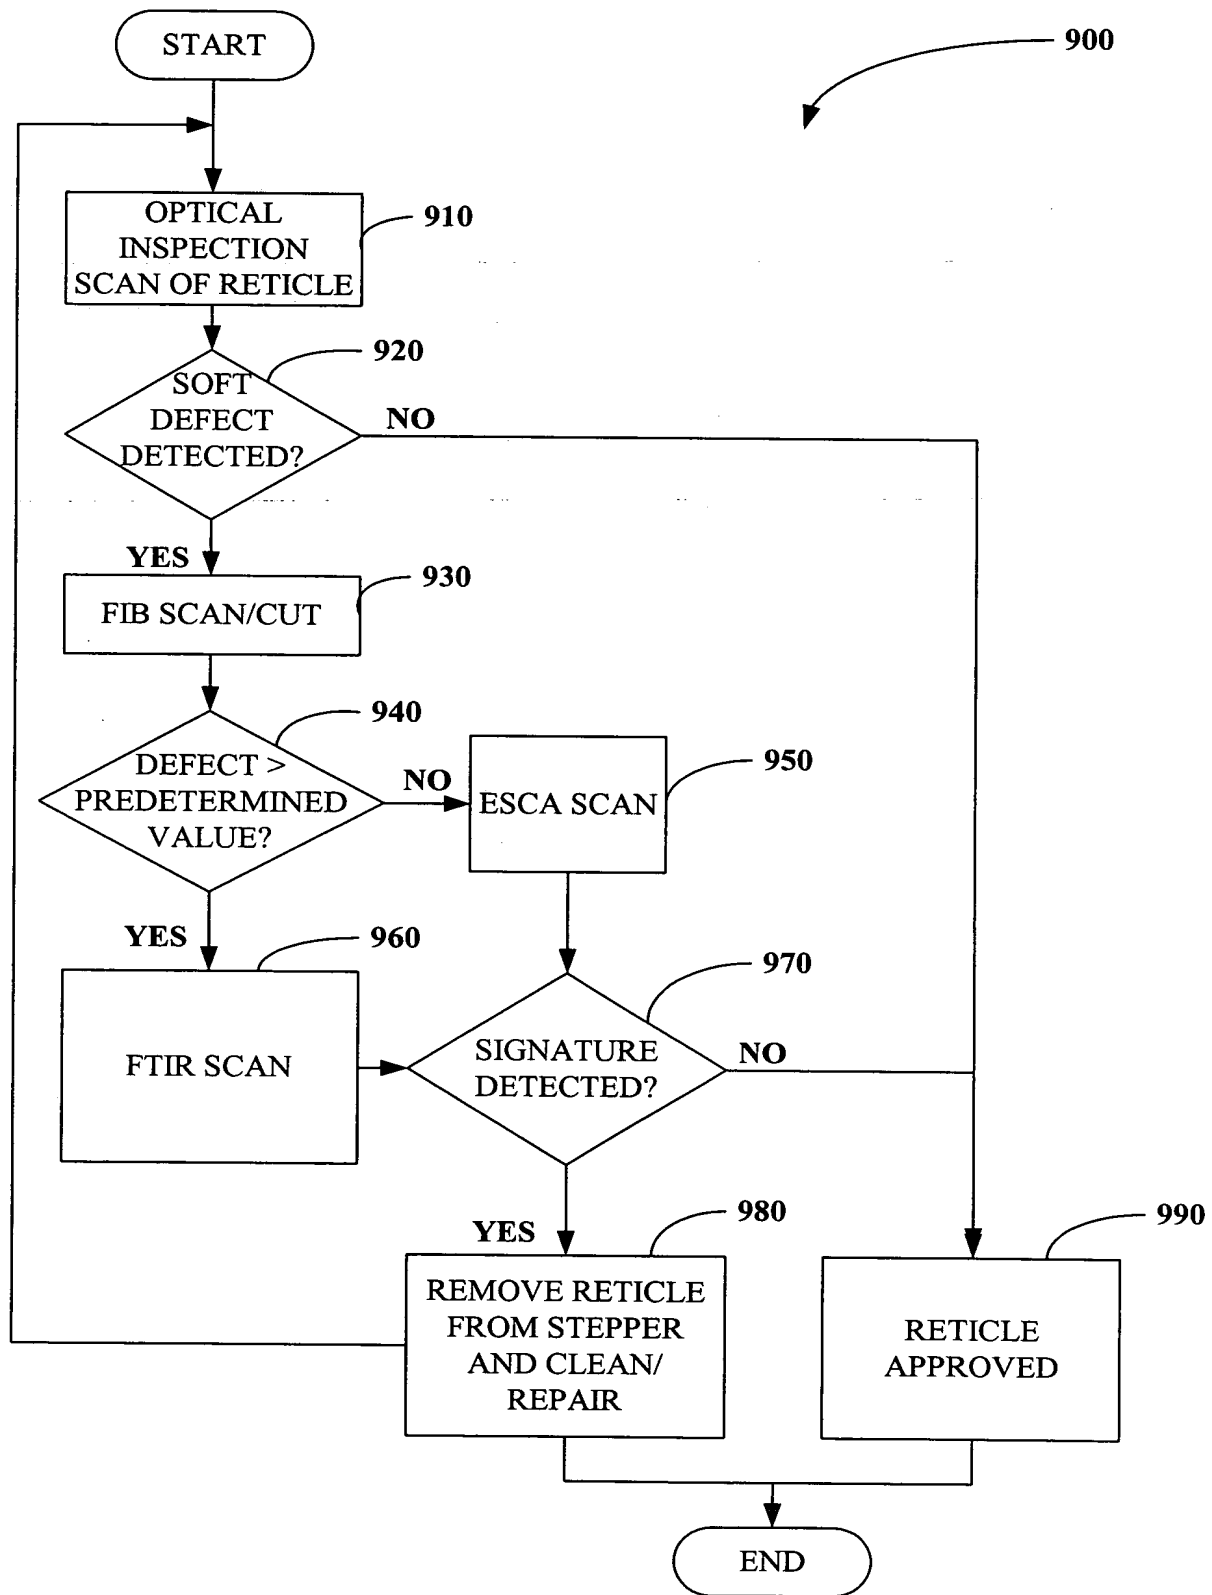 START
900
OPTICAL
INSPECTION
SCAN OF RETICLE
910
SOFT
DEFECT
DETECTED?
920
NO
YES
FIB SCAN/CUT
930
DEFECT >
PREDETERMINED
VALUE?
940
NO
ESCA SCAN
950
YES
FTIR SCAN
960
SIGNATURE
DETECTED?
970
NO
YES
REMOVE RETICLE
FROM STEPPER
AND CLEAN/
REPAIR
980
RETICLE
APPROVED
990
END